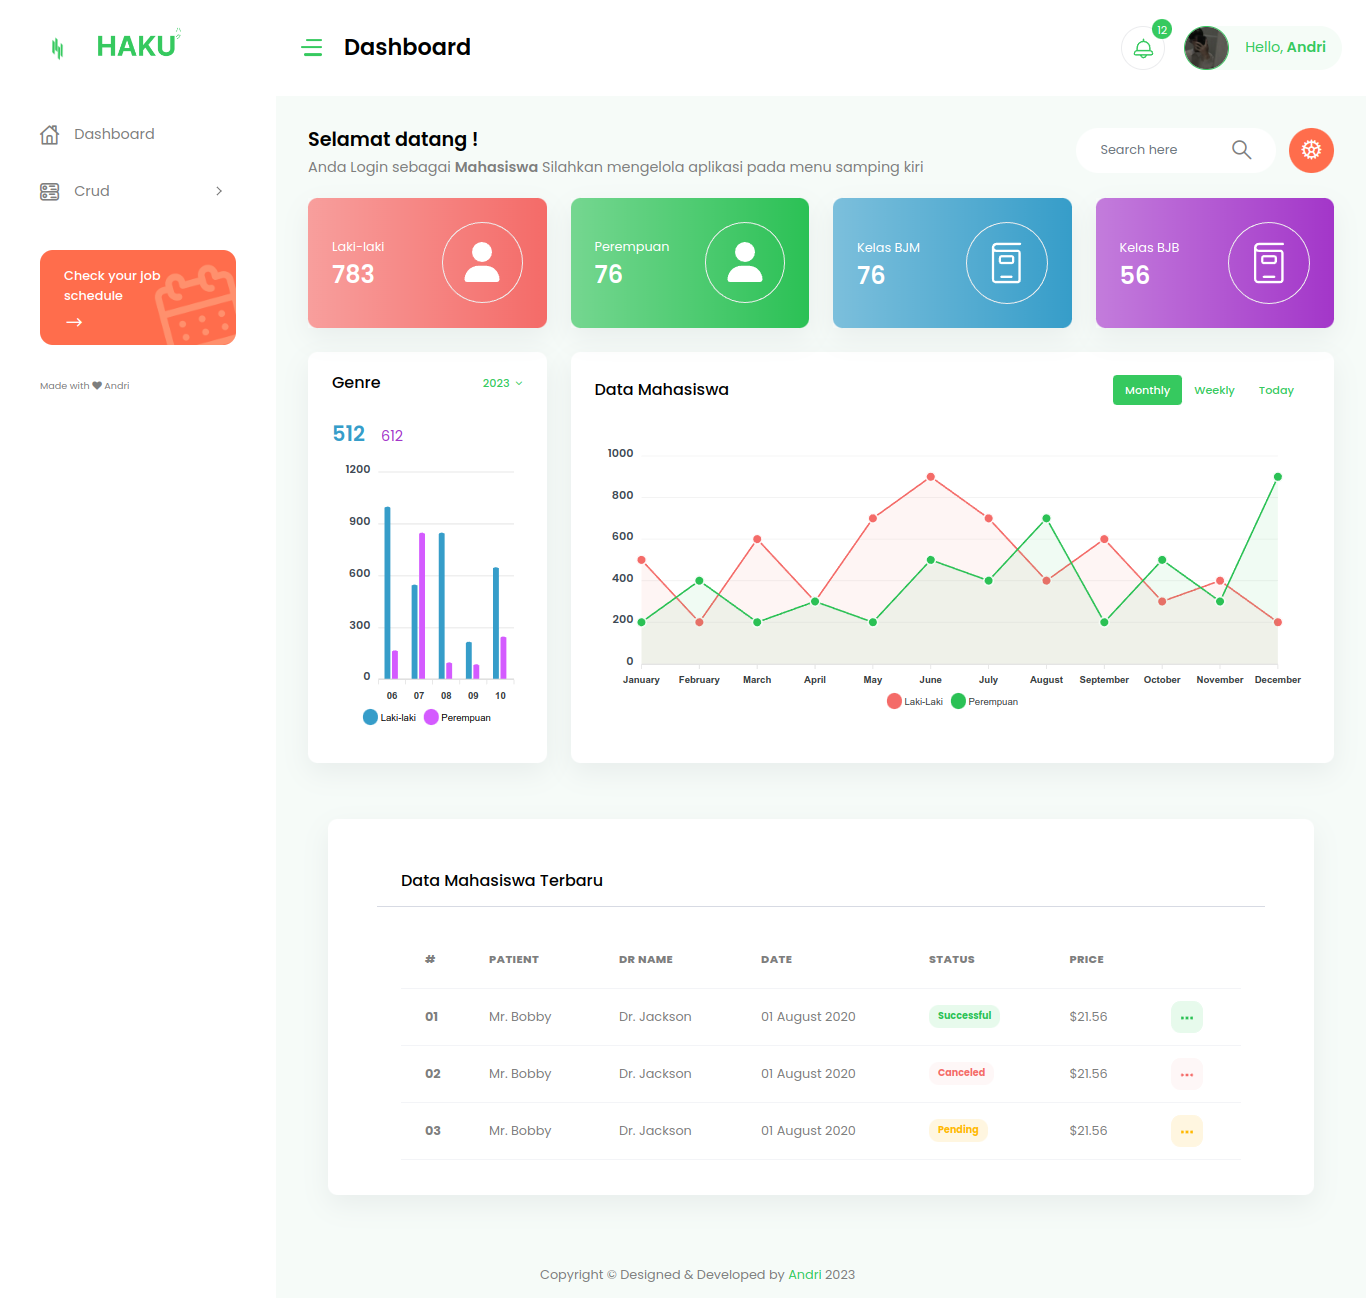 HAKU
ハク
Dashboard
12
Hello, Andri
Dashboard
Crud
Check your job
schedule
Made with Andri
Selamat datang !
Anda Login sebagai Mahasiswa Silahkan mengelola aplikasi pada menu samping kiri
Search here
Laki-laki
783
Perempuan
76
Kelas BJM
76
Kelas BJB
56
Genre
2023
512 612
1200
900
600
300
0
06 07 08 09 10
Laki-laki Perempuan
Data Mahasiswa
Monthly Weekly Today
1000
800
600
400
200
0
January February March April May June July August September October November December
Laki-Laki Perempuan
Data Mahasiswa Terbaru
# PATIENT DR NAME DATE STATUS PRICE
01 Mr. Bobby Dr. Jackson 01 August 2020 Successful $21.56
02 Mr. Bobby Dr. Jackson 01 August 2020 Canceled $21.56
03 Mr. Bobby Dr. Jackson 01 August 2020 Pending $21.56
Copyright © Designed & Developed by Andri 2023